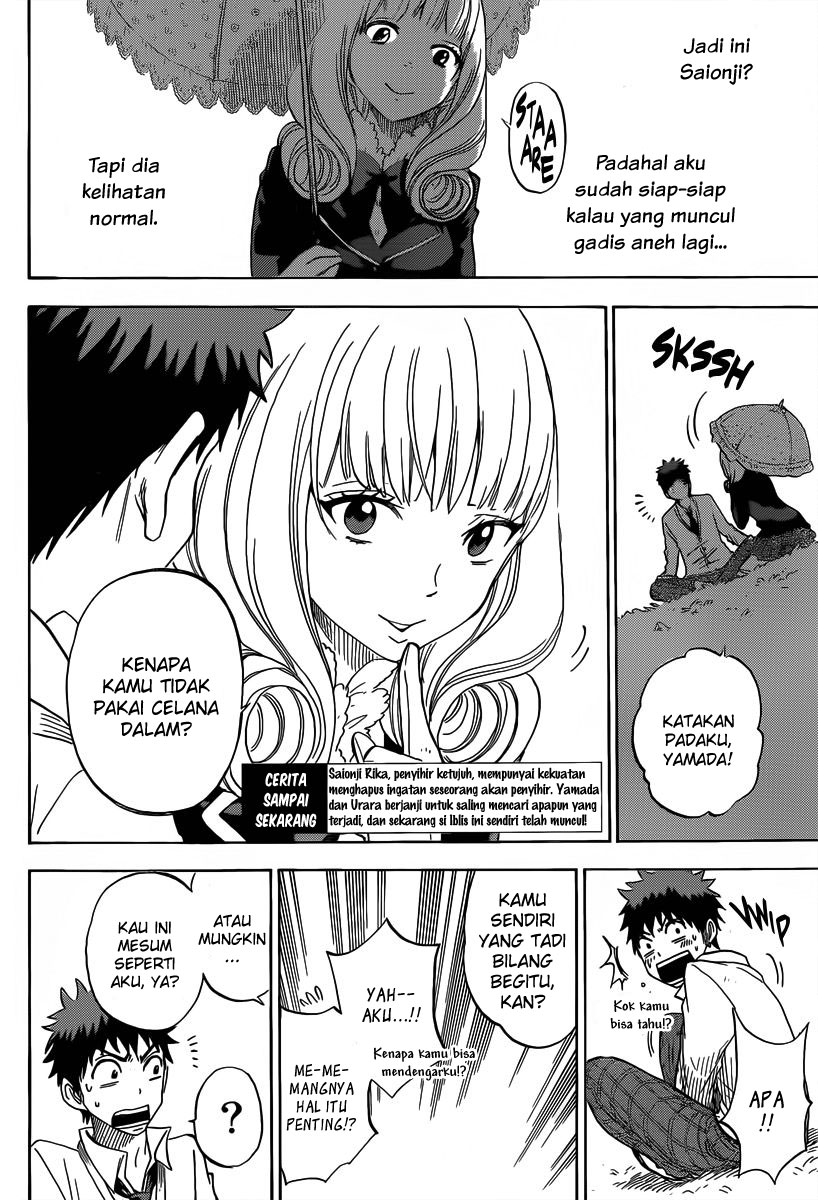 Jadi ini
Saionji?
STAA
ARE
Padahal aku
sudah siap-siap
kalau yang muncul
gadis aneh lagi...
Tapi dia
kelihatan
normal.
SKSSH
KATAKAN
PADAKU,
YAMADA!
KENAPA
KAMU TIDAK
PAKAI CELANA
DALAM?
CERITA
SAMPAI
SEKARANG
Saionji Rika, penyihir ketujuh, mempunyai kekuatan
menghapus ingatan seseorang akan penyihir. Yamada
dan Urara berjanji untuk saling mencari apapun yang
terjadi, dan sekarang si Iblis ini sendiri telah muncul!
VWIP
Kok kamu
bisa tahu!?
APA
!!
KAMU
SENDIRI
YANG TADI
BILANG
BEGITU,
KAN?
YAH--
AKU...!!
Kenapa kamu bisa
mendengarku!?
ME-ME-
MANGNYA
HAL ITU
PENTING!?
ATAU
MUNGKIN
...
KAU INI
MESUM
SEPERTI
AKU, YA?
?